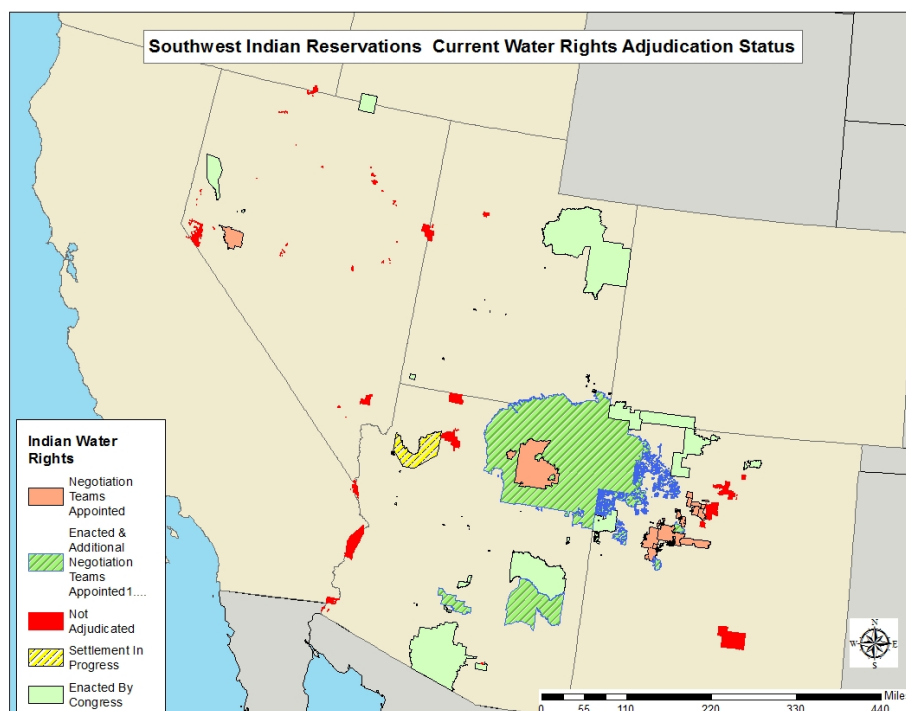 Southwest Indian Reservations Current Water Rights Adjudication Status
Indian Water
Rights
Negotiation
Teams
Appointed
Enacted &
Additional
Negotiation
Teams
Appointed1....
Not
Adjudicated
Settlement In
Progress
Enacted By
Congress
N
W E
S
Miles
0 55 110 220 330 440